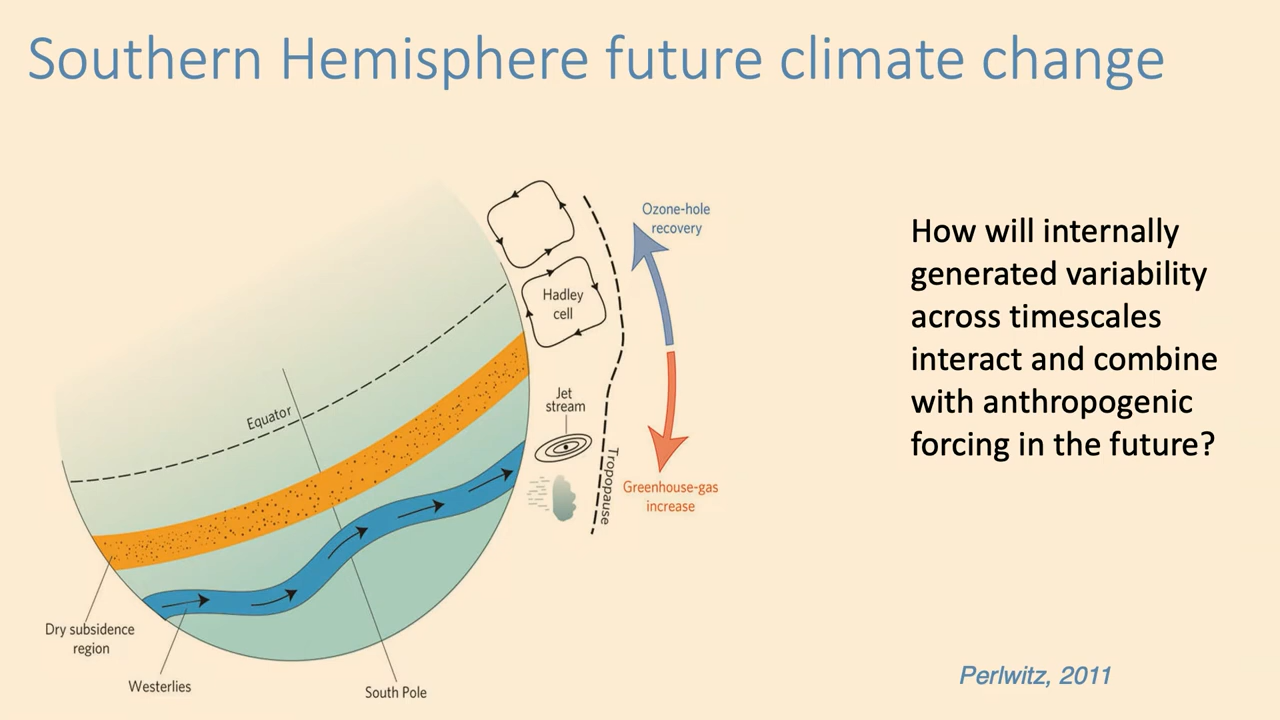 Southern Hemisphere future climate change
Ozone-hole
recovery
Hadley
cell
Jet
stream
Tropopause
Greenhouse-gas
increase
Equator
Dry subsidence
region
Westerlies
South Pole
How will internally
generated variability
across timescales
interact and combine
with anthropogenic
forcing in the future?
Perlwitz, 2011